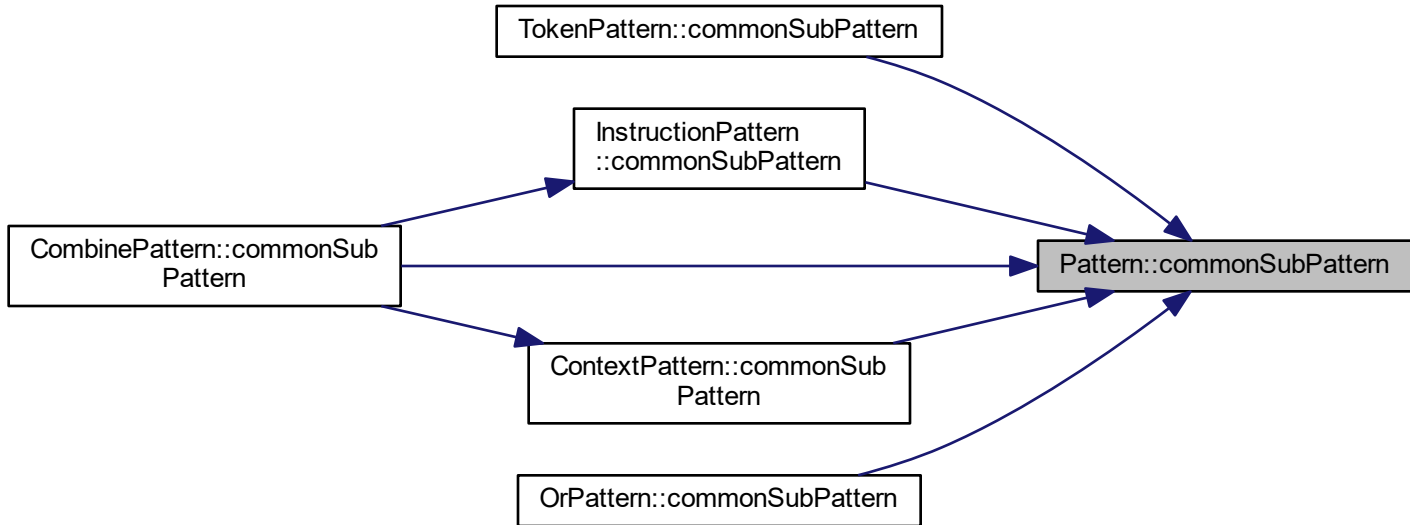 TokenPattern::commonSubPattern
InstructionPattern
::commonSubPattern
CombinePattern::commonSub
Pattern
Pattern::commonSubPattern
ContextPattern::commonSub
Pattern
OrPattern::commonSubPattern